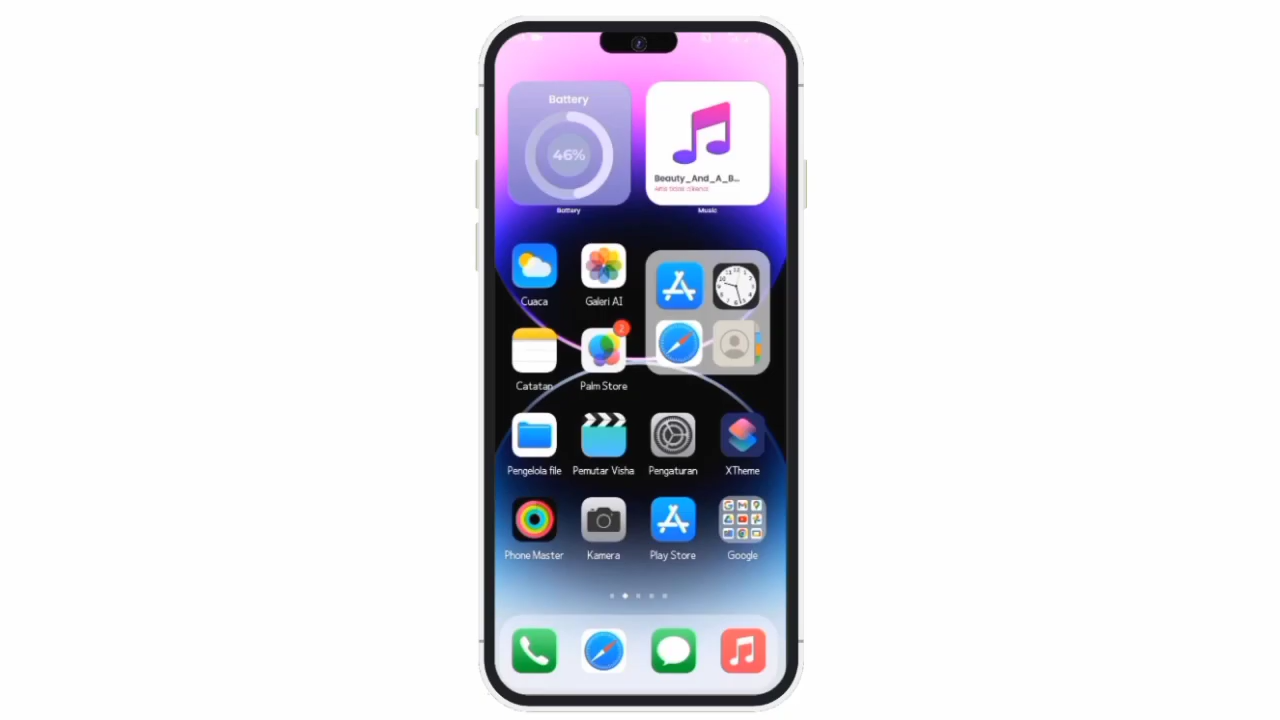 Battery
46%
Beauty_And_A_B...
Battery
Music
Cuaca
Galeri AI
2
Catatan
Palm Store
Pengelola file
Pemutar Visha
Pengaturan
XTheme
Phone Master
Kamera
Play Store
Google